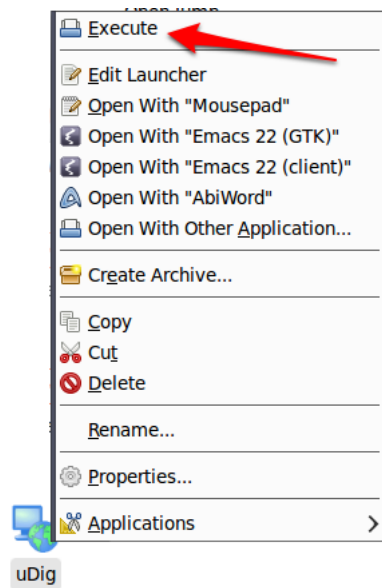 Execute
Edit Launcher
Open With "Mousepad"
Open With "Emacs 22 (GTK)"
Open With "Emacs 22 (client)"
Open With "AbiWord"
Open With Other Application...
Create Archive...
Copy
Cut
Delete
Rename...
Properties...
Applications
uDig